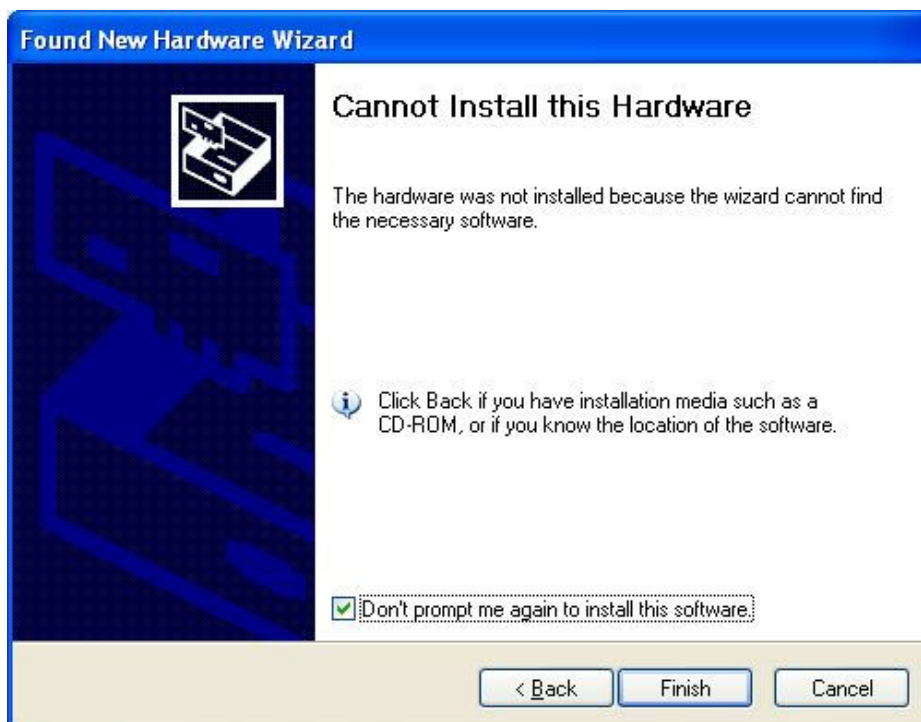 Found New Hardware Wizard
Cannot Install this Hardware
The hardware was not installed because the wizard cannot find
the necessary software.
Click Back if you have installation media such as a
CD-ROM, or if you know the location of the software.
Don't prompt me again to install this software.
< Back
Finish
Cancel